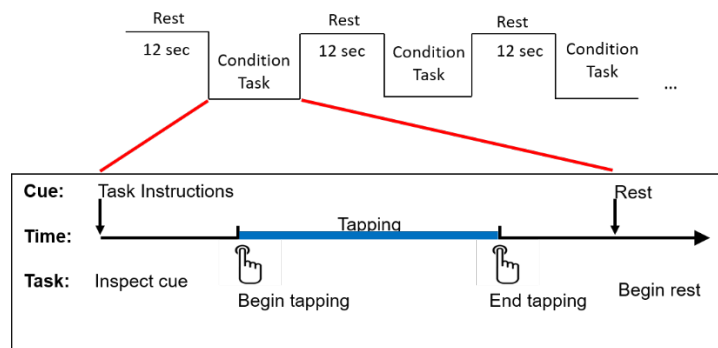 Rest
Rest
Rest
12 sec
Condition
Task
12 sec
Condition
Task
12 sec
Condition
Task
...
Cue:
Task Instructions
Rest
Time:
Tapping
Task:
Inspect cue
Begin tapping
End tapping
Begin rest